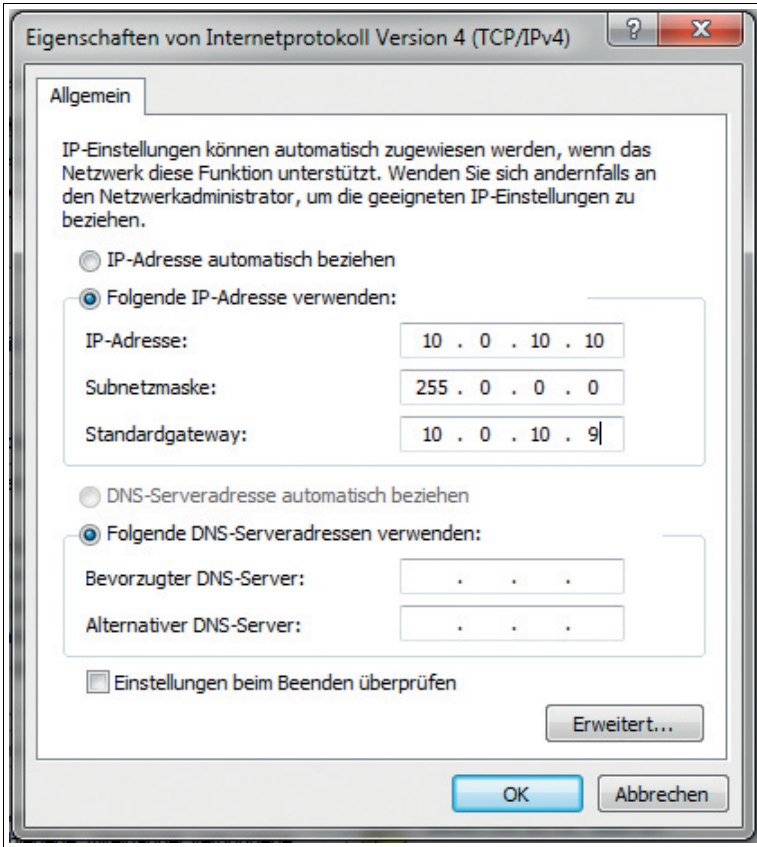 Eigenschaften von Internetprotokoll Version 4 (TCP/IPv4)
?
X
Allgemein
IP-Einstellungen können automatisch zugewiesen werden, wenn das
Netzwerk diese Funktion unterstützt. Wenden Sie sich andernfalls an
den Netzwerkadministrator, um die geeigneten IP-Einstellungen zu
beziehen.
IP-Adresse automatisch beziehen
Folgende IP-Adresse verwenden:
IP-Adresse: 10 . 0 . 10 . 10
Subnetzmaske: 255 . 0 . 0 . 0
Standardgateway: 10 . 0 . 10 . 9
DNS-Serveradresse automatisch beziehen
Folgende DNS-Serveradressen verwenden:
Bevorzugter DNS-Server: . . .
Alternativer DNS-Server: . . .
Einstellungen beim Beenden überprüfen
Erweitert...
OK Abbrechen